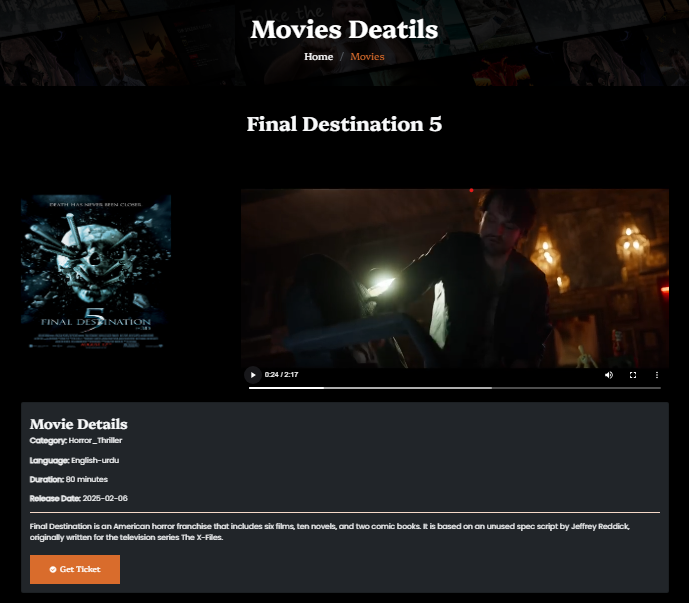 Movies Deatils
Home / Movies
Final Destination 5
DEATH HAS NEVER BEEN CLOSER
5
FINAL DESTINATION
0:24 / 2:17
Movie Details
Category: Horror_Thriller
Language: English-urdu
Duration: 80 minutes
Release Date: 2025-02-06
Final Destination is an American horror franchise that includes six films, ten novels, and two comic books. It is based on an unused spec script by Jeffrey Reddick,
originally written for the television series The X-Files.
Get Ticket